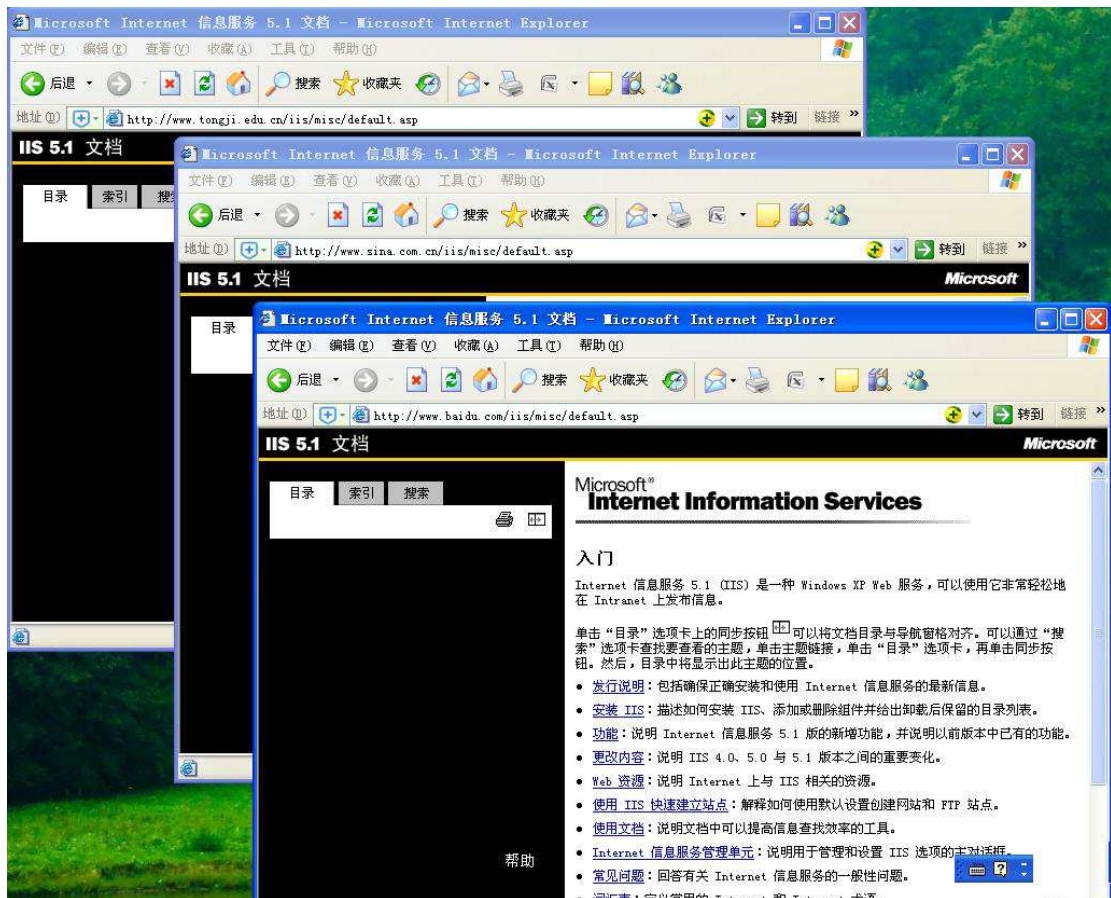 Microsoft Internet 信息服务 5.1 文档 - Microsoft Internet Explorer
文件(F) 编辑(E) 查看(V) 收藏(A) 工具(T) 帮助(H)
后退 搜索 收藏夹
地址(D) http://www.tongji.edu.cn/iis/misc/default.asp 转到 链接 »
IIS 5.1 文档
目录 索引
Microsoft Internet 信息服务 5.1 文档 - Microsoft Internet Explorer
文件(F) 编辑(E) 查看(V) 收藏(A) 工具(T) 帮助(H)
后退 搜索 收藏夹
地址(D) http://www.sina.com.cn/iis/misc/default.asp 转到 链接 »
IIS 5.1 文档 Microsoft
目录
Microsoft Internet 信息服务 5.1 文档 - Microsoft Internet Explorer
文件(F) 编辑(E) 查看(V) 收藏(A) 工具(T) 帮助(H)
后退 搜索 收藏夹
地址(D) http://www.baidu.com/iis/misc/default.asp 转到 链接 »
IIS 5.1 文档 Microsoft
目录 索引 搜索
Microsoft®
Internet Information Services
入门
Internet 信息服务 5.1 (IIS) 是一种 Windows XP Web 服务，可以使用它非常轻松地
在 Intranet 上发布信息。
单击“目录”选项卡上的同步按钮 可以将文档目录与导航窗格对齐。可以通过“搜
索”选项卡查找要查看的主题，单击主题链接，单击“目录”选项卡，再单击同步按
钮。然后，目录中将显示出此主题的位置。
• 发行说明：包括确保正确安装和使用 Internet 信息服务的最新信息。
• 安装 IIS：描述如何安装 IIS、添加或删除组件并给出卸载后保留的目录列表。
• 功能：说明 Internet 信息服务 5.1 版的新增功能，并说明以前版本中已有的功能。
• 更改内容：说明 IIS 4.0、5.0 与 5.1 版本之间的重要变化。
• Web 资源：说明 Internet 上与 IIS 相关的资源。
• 使用 IIS 快速建立站点：解释如何使用默认设置创建网站和 FTP 站点。
• 使用文档：说明文档中可以提高信息查找效率的工具。
• Internet 信息服务管理单元：说明用于管理和设置 IIS 选项的主对话框。
• 常见问题：回答有关 Internet 信息服务的一般性问题。
帮助